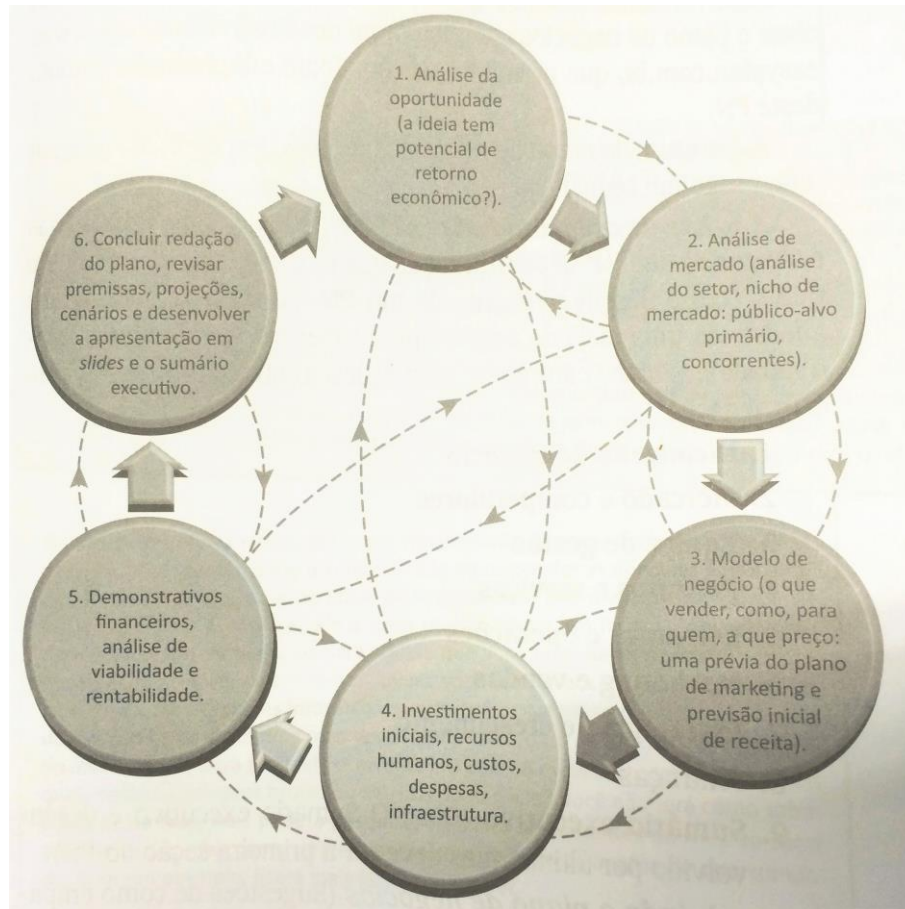 1. Análise da
oportunidade
(a ideia tem
potencial de
retorno
econômico?).
2. Análise de
mercado (análise
do setor, nicho de
mercado: público-alvo
primário,
concorrentes).
3. Modelo de
negócio (o que
vender, como, para
quem, a que preço:
uma prévia do plano
de marketing e
previsão inicial
de receita).
4. Investimentos
iniciais, recursos
humanos, custos,
despesas,
infraestrutura.
5. Demonstrativos
financeiros,
análise de
viabilidade e
rentabilidade.
6. Concluir redação
do plano, revisar
premissas, projeções,
cenários e desenvolver
a apresentação em
slides e o sumário
executivo.